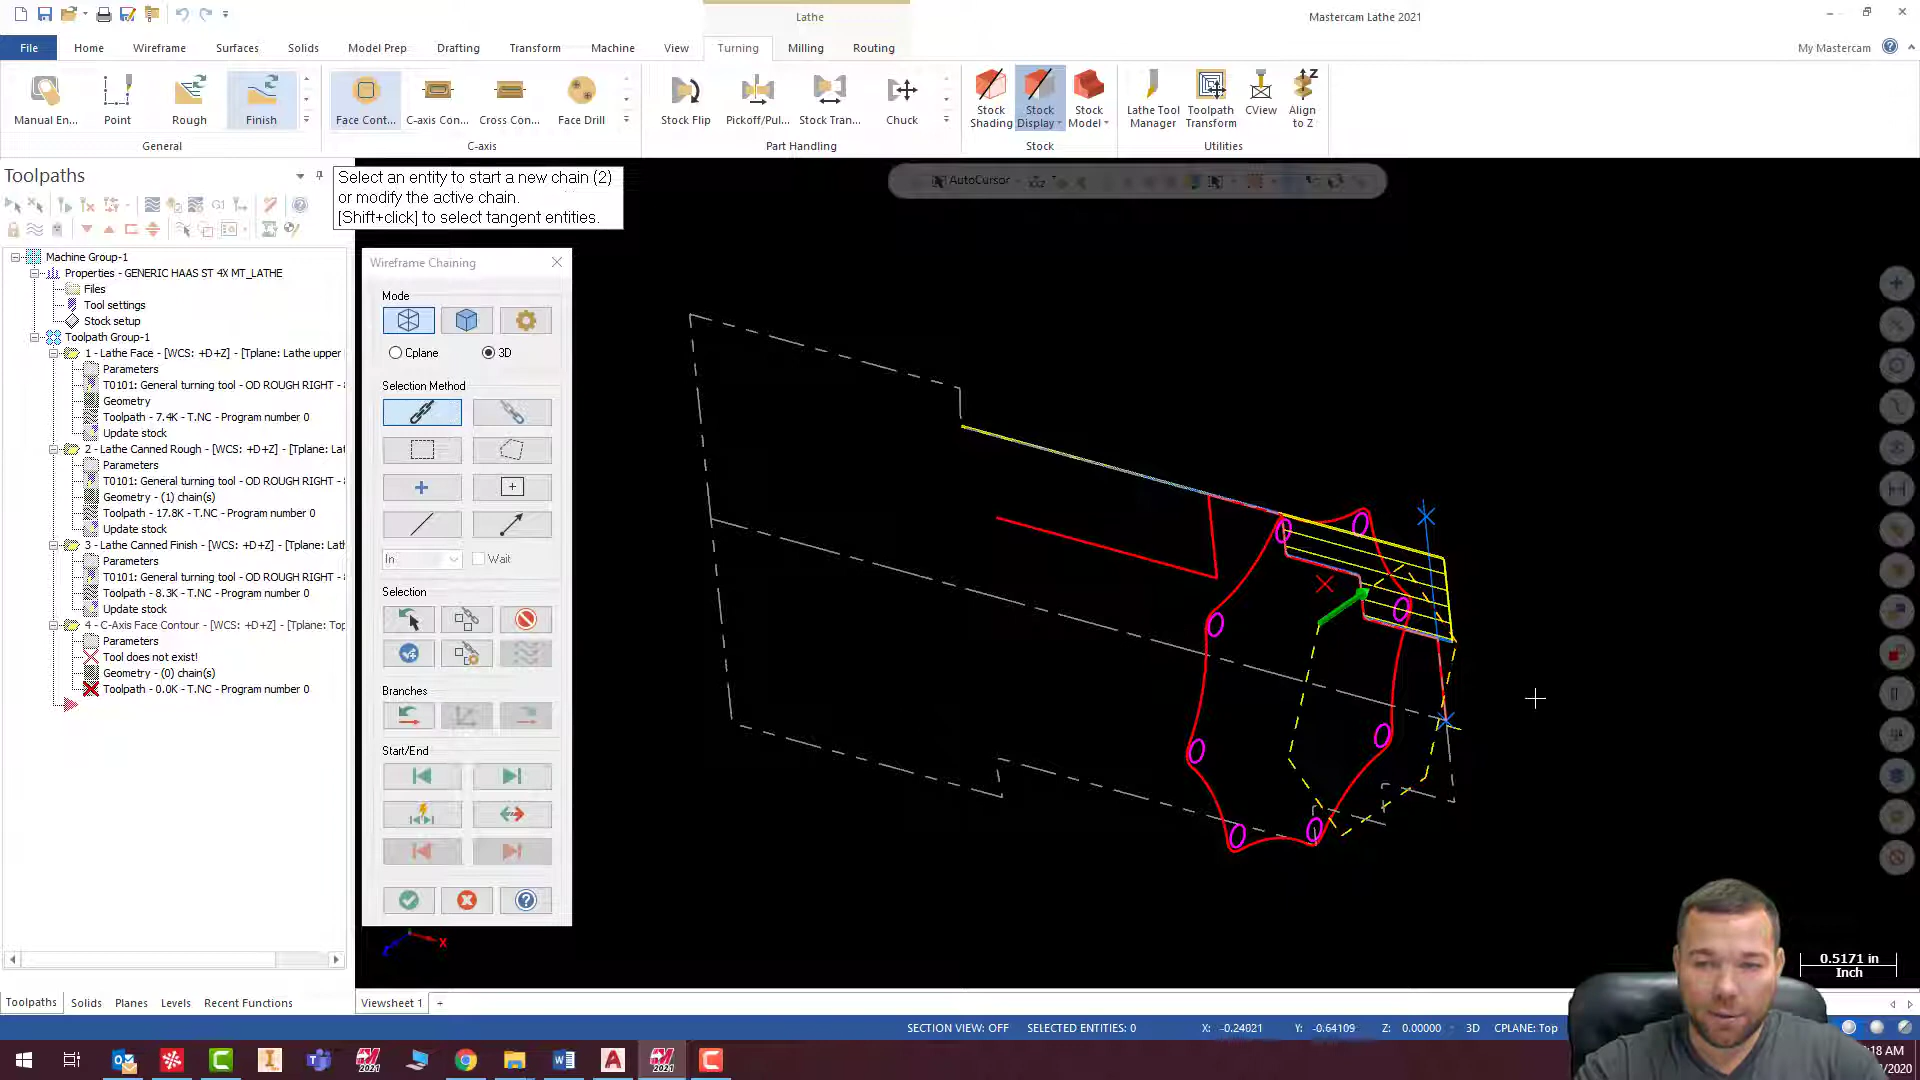 Lathe
Mastercam Lathe 2021
File
Home
Wireframe
Surfaces
Solids
Model Prep
Drafting
Transform
Machine
View
Turning
Milling
Routing
My Mastercam
Manual En...
Point
Rough
Finish
Face Cont...
C-axis Con...
Cross Con...
Face Drill
Stock Flip
Pickoff/Pul...
Stock Tran...
Chuck
Stock
Shading
Stock
Display
Stock
Model
Lathe Tool
Manager
Toolpath
Transform
CView
Align
to Z
General
C-axis
Part Handling
Stock
Utilities
Toolpaths
Select an entity to start a new chain (2)
or modify the active chain.
[Shift+click] to select tangent entities.
AutoCursor
G1
Machine Group-1
Properties - GENERIC HAAS ST 4X MT_LATHE
Files
Tool settings
Stock setup
Toolpath Group-1
1 - Lathe Face - [WCS: +D+Z] - [Tplane: Lathe upper
Parameters
T0101: General turning tool - OD ROUGH RIGHT - 
Geometry
Toolpath - 7.4K - T.NC - Program number 0
Update stock
2 - Lathe Canned Rough - [WCS: +D+Z] - [Tplane: Lat
Parameters
T0101: General turning tool - OD ROUGH RIGHT - 
Geometry - (1) chain(s)
Toolpath - 17.8K - T.NC - Program number 0
Update stock
3 - Lathe Canned Finish - [WCS: +D+Z] - [Tplane: Lat
Parameters
T0101: General turning tool - OD ROUGH RIGHT - 
Toolpath - 8.3K - T.NC - Program number 0
Update stock
4 - C-Axis Face Contour - [WCS: +D+Z] - [Tplane: Top
Parameters
Tool does not exist!
Geometry - (0) chain(s)
Toolpath - 0.0K - T.NC - Program number 0
Wireframe Chaining
Mode
Cplane
3D
Selection Method
In
Wait
Selection
Branches
Start/End
X
0.5171 in
Inch
Toolpaths
Solids
Planes
Levels
Recent Functions
Viewsheet 1
+
SECTION VIEW: OFF
SELECTED ENTITIES: 0
X: -0.24021
Y: -0.64109
Z: 0.00000
3D
CPLANE: Top
:18 AM
/2020